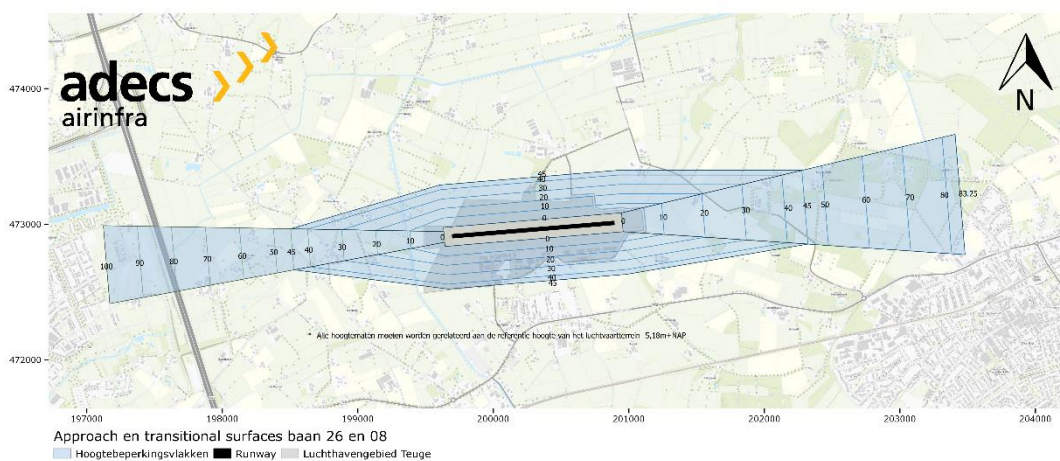 adecs
airinfra
N
474000
473000
472000
100 90 80 70 60 50 45 40 30 20 10 0
45
40
30
20
10
0
0
10
20
30
40
45
0 10 20 30 40 45 50 60 70 80 83.75
* Alle hoogtematen moeten worden gerelateerd aan de referentie hoogte van het luchtvaartterrein 5,18m+NAP
197000 198000 199000 200000 201000 202000 203000 204000
Approach en transitional surfaces baan 26 en 08
Hoogtebeperkingsvlakken Runway Luchthavengebied Teuge